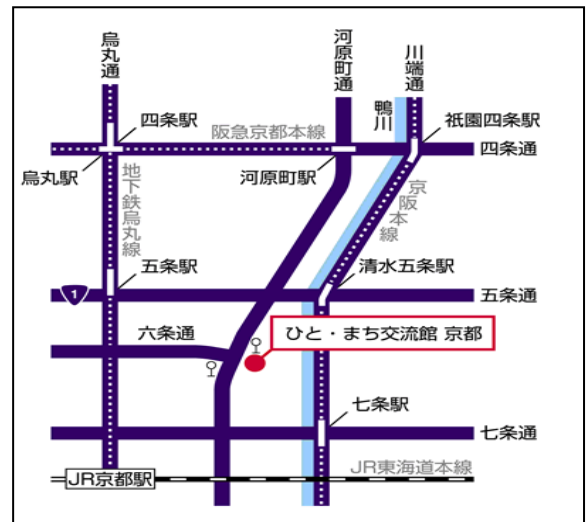 烏丸通
河原町通
川端通
鴨川
四条駅
阪急京都本線
祇園四条駅
四条通
烏丸駅
河原町駅
地下鉄烏丸線
京阪本線
五条駅
清水五条駅
1
五条通
六条通
ひと・まち交流館 京都
七条駅
七条通
JR東海道本線
JR京都駅